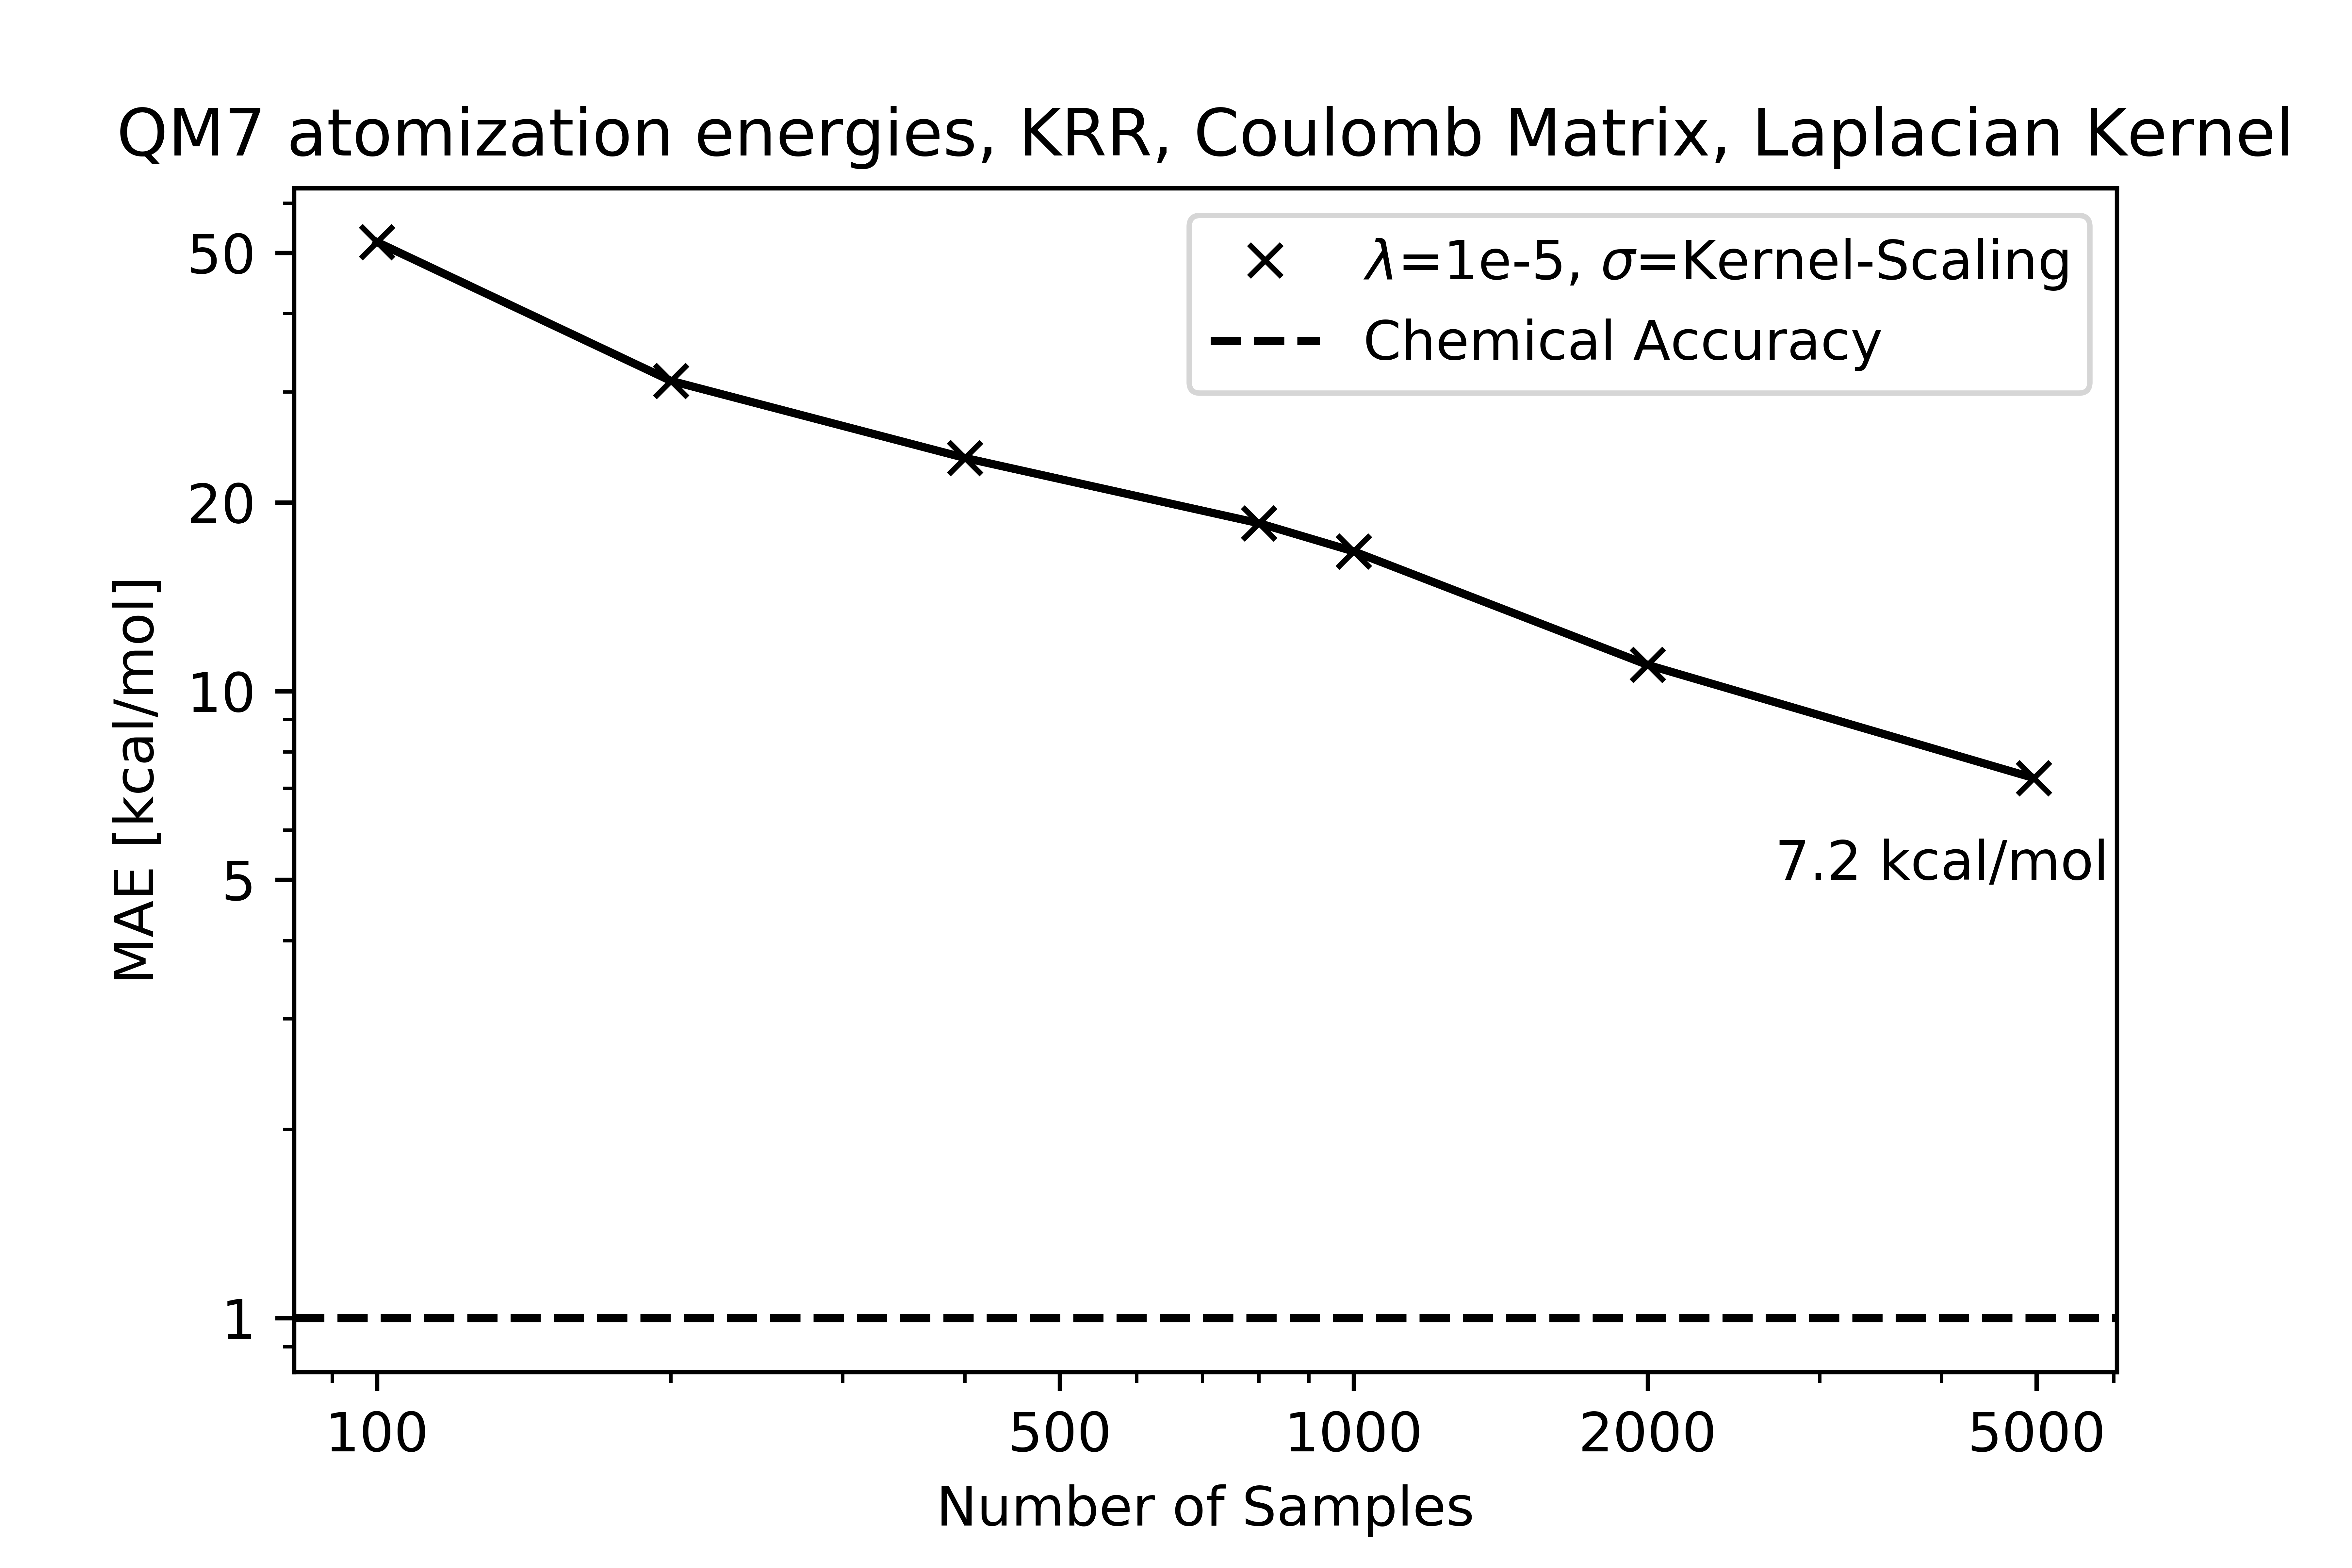 QM7 atomization energies, KRR, Coulomb Matrix, Laplacian Kernel
λ=1e-5, σ=Kernel-Scaling
Chemical Accuracy
MAE [kcal/mol]
50
20
10
5
1
7.2 kcal/mol
100 500 1000 2000 5000
Number of Samples